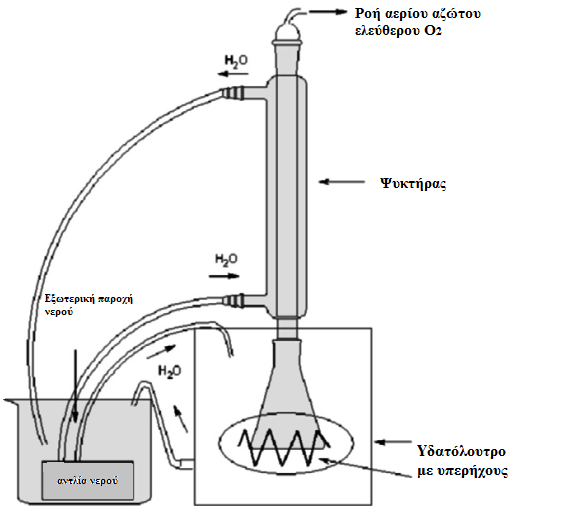 Ροή αερίου αζώτου
ελεύθερου O2
H2O
Ψυκτήρας
H2O
Εξωτερική παροχή
νερού
H2O
Υδατόλουτρο
με υπερήχους
αντλία νερού